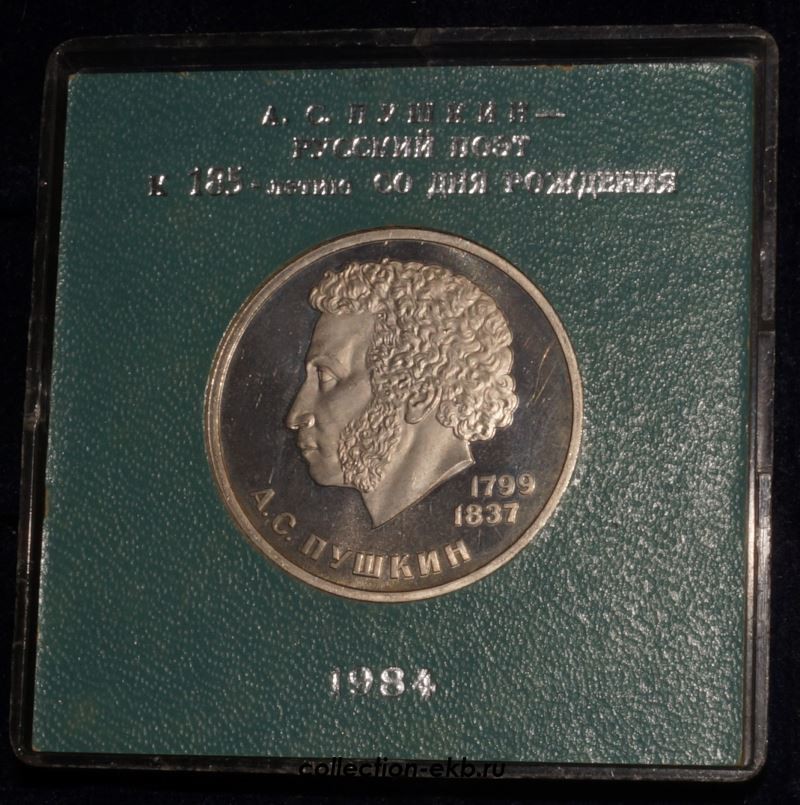 А. С. ПУШКИН—
РУССКИЙ ПОЭТ
К 185-летию СО ДНЯ РОЖДЕНИЯ
1799
1837
А.С. ПУШКИН
1984
collection-ekb.ru